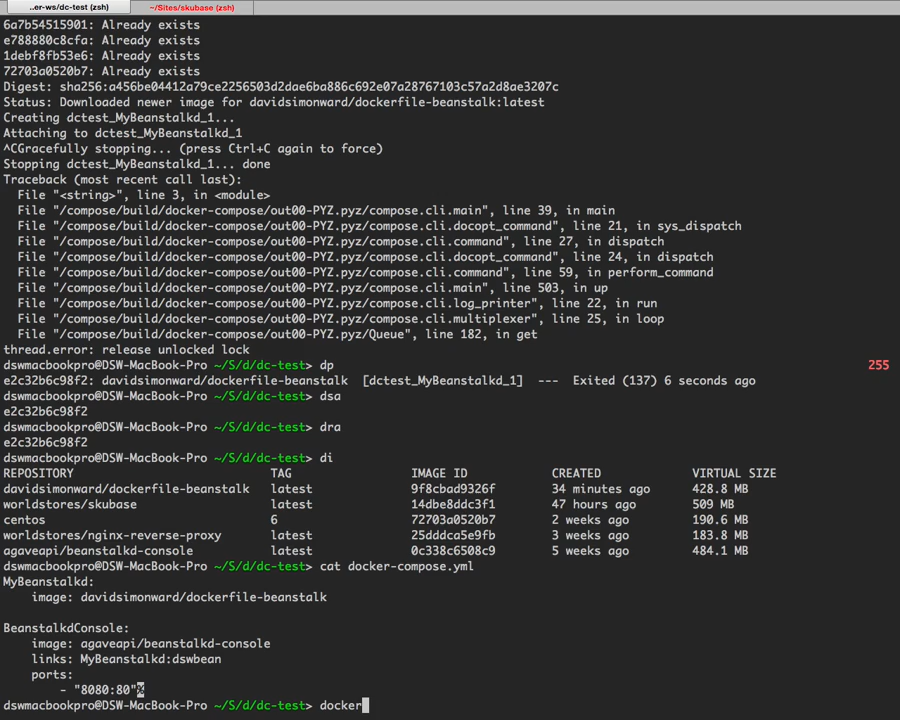 ..er-ws/dc-test (zsh)
~/Sites/skubase (zsh)
6a7b54515901: Already exists
e788880c8cfa: Already exists
1debf8fb53e6: Already exists
72703a0520b7: Already exists
Digest: sha256:a456be04412a79ce2256503d2dae6ba886c692e07a28767103c57a2d8ae3207c
Status: Downloaded newer image for davidsimonward/dockerfile-beanstalk:latest
Creating dctest_MyBeanstalkd_1...
Attaching to dctest_MyBeanstalkd_1
^CGracefully stopping... (press Ctrl+C again to force)
Stopping dctest_MyBeanstalkd_1... done
Traceback (most recent call last):
  File "<string>", line 3, in <module>
  File "/compose/build/docker-compose/out00-PYZ.pyz/compose.cli.main", line 39, in main
  File "/compose/build/docker-compose/out00-PYZ.pyz/compose.cli.docopt_command", line 21, in sys_dispatch
  File "/compose/build/docker-compose/out00-PYZ.pyz/compose.cli.command", line 27, in dispatch
  File "/compose/build/docker-compose/out00-PYZ.pyz/compose.cli.docopt_command", line 24, in dispatch
  File "/compose/build/docker-compose/out00-PYZ.pyz/compose.cli.command", line 59, in perform_command
  File "/compose/build/docker-compose/out00-PYZ.pyz/compose.cli.main", line 503, in up
  File "/compose/build/docker-compose/out00-PYZ.pyz/compose.cli.log_printer", line 22, in run
  File "/compose/build/docker-compose/out00-PYZ.pyz/compose.cli.multiplexer", line 25, in loop
  File "/compose/build/docker-compose/out00-PYZ.pyz/Queue", line 182, in get
thread.error: release unlocked lock
dswmacbookpro@DSW-MacBook-Pro ~/S/d/dc-test> dp 255
e2c32b6c98f2: davidsimonward/dockerfile-beanstalk  [dctest_MyBeanstalkd_1]  ---  Exited (137) 6 seconds ago
dswmacbookpro@DSW-MacBook-Pro ~/S/d/dc-test> dsa
e2c32b6c98f2
dswmacbookpro@DSW-MacBook-Pro ~/S/d/dc-test> dra
e2c32b6c98f2
dswmacbookpro@DSW-MacBook-Pro ~/S/d/dc-test> di
REPOSITORY TAG IMAGE ID CREATED VIRTUAL SIZE
davidsimonward/dockerfile-beanstalk latest 9f8cbad9326f 34 minutes ago 428.8 MB
worldstores/skubase latest 14dbe8ddc3f1 47 hours ago 509 MB
centos 6 72703a0520b7 2 weeks ago 190.6 MB
worldstores/nginx-reverse-proxy latest 25dddca5e9fb 3 weeks ago 183.8 MB
agaveapi/beanstalkd-console latest 0c338c6508c9 5 weeks ago 484.1 MB
dswmacbookpro@DSW-MacBook-Pro ~/S/d/dc-test> cat docker-compose.yml
MyBeanstalkd:
    image: davidsimonward/dockerfile-beanstalk
BeanstalkdConsole:
    image: agaveapi/beanstalkd-console
    links: MyBeanstalkd:dswbean
    ports:
        - "8080:80"%
dswmacbookpro@DSW-MacBook-Pro ~/S/d/dc-test> docker